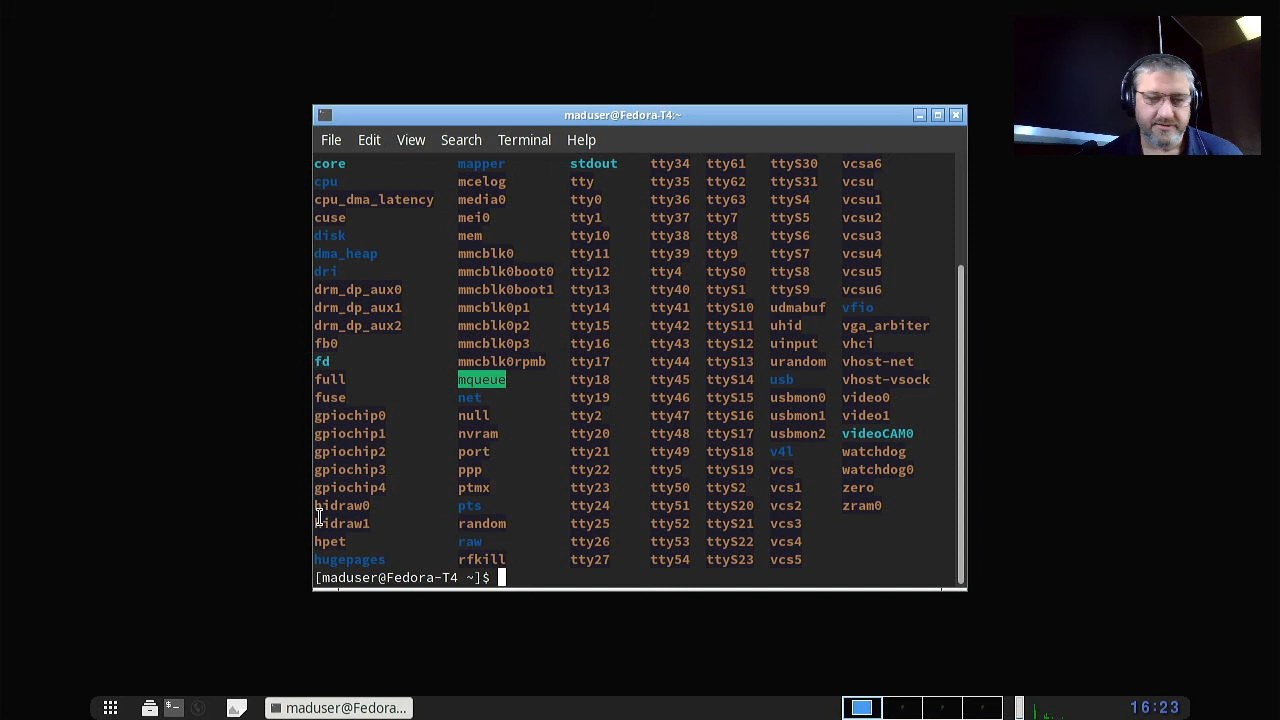 maduser@Fedora-T4:~
File Edit View Search Terminal Help
core mapper stdout tty34 tty61 ttyS30 vcsa6
cpu mcelog tty tty35 tty62 ttyS31 vcsu
cpu_dma_latency media0 tty0 tty36 tty63 ttyS4 vcsu1
cuse mei0 tty1 tty37 tty7 ttyS5 vcsu2
disk mem tty10 tty38 tty8 ttyS6 vcsu3
dma_heap mmcblk0 tty11 tty39 tty9 ttyS7 vcsu4
dri mmcblk0boot0 tty12 tty4 ttyS0 ttyS8 vcsu5
drm_dp_aux0 mmcblk0boot1 tty13 tty40 ttyS1 ttyS9 vcsu6
drm_dp_aux1 mmcblk0p1 tty14 tty41 ttyS10 udmabuf vfio
drm_dp_aux2 mmcblk0p2 tty15 tty42 ttyS11 uhid vga_arbiter
fb0 mmcblk0p3 tty16 tty43 ttyS12 uinput vhci
fd mmcblk0rpmb tty17 tty44 ttyS13 urandom vhost-net
full mqueue tty18 tty45 ttyS14 usb vhost-vsock
fuse net tty19 tty46 ttyS15 usbmon0 video0
gpiochip0 null tty2 tty47 ttyS16 usbmon1 video1
gpiochip1 nvram tty20 tty48 ttyS17 usbmon2 videoCAM0
gpiochip2 port tty21 tty49 ttyS18 v4l watchdog
gpiochip3 ppp tty22 tty5 ttyS19 vcs watchdog0
gpiochip4 ptmx tty23 tty50 ttyS2 vcs1 zero
hidraw0 pts tty24 tty51 ttyS20 vcs2 zram0
hidraw1 random tty25 tty52 ttyS21 vcs3
hpet raw tty26 tty53 ttyS22 vcs4
hugepages rfkill tty27 tty54 ttyS23 vcs5
[maduser@Fedora-T4 ~]$
maduser@Fedora... 16:23